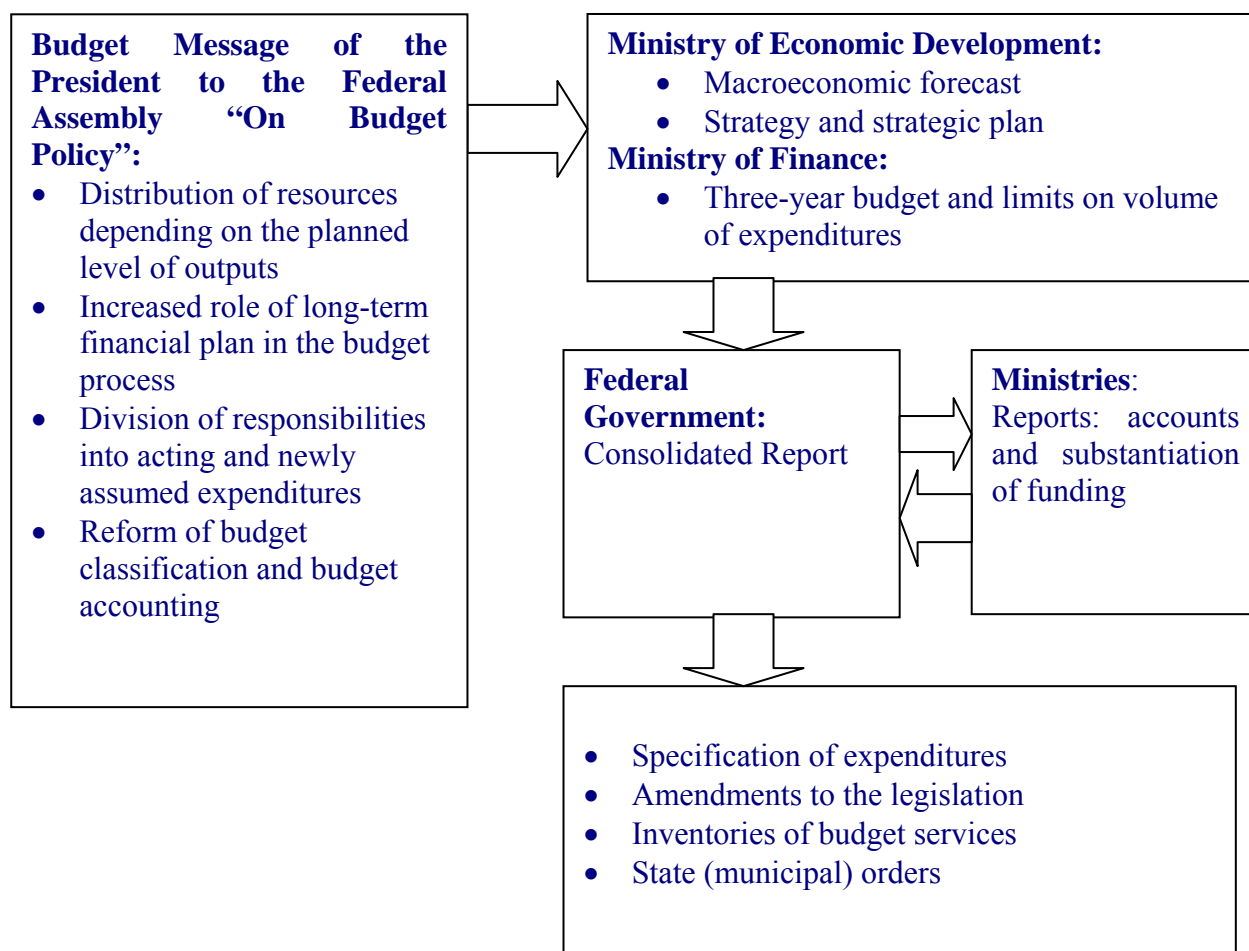 Budget Message of the
President to the Federal
Assembly “On Budget
Policy”:
• Distribution of resources
depending on the planned
level of outputs
• Increased role of long-term
financial plan in the budget
process
• Division of responsibilities
into acting and newly
assumed expenditures
• Reform of budget
classification and budget
accounting
Ministry of Economic Development:
• Macroeconomic forecast
• Strategy and strategic plan
Ministry of Finance:
• Three-year budget and limits on volume
of expenditures
Federal
Government:
Consolidated Report
Ministries:
Reports: accounts
and substantiation
of funding
• Specification of expenditures
• Amendments to the legislation
• Inventories of budget services
• State (municipal) orders